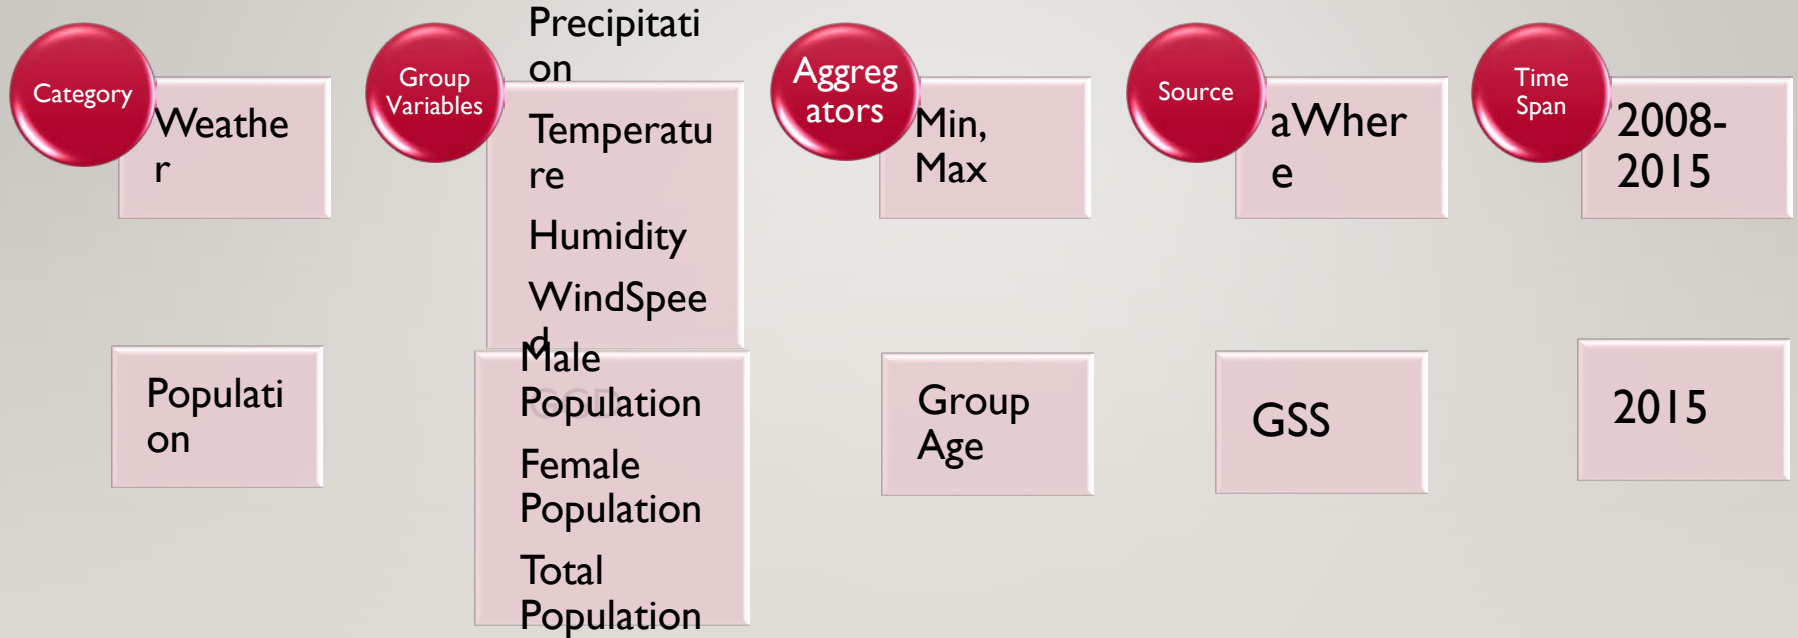 Category
Weathe
r
Group
Variables
Precipitati
on
Temperatu
re
Humidity
WindSpee
d
GCD
Aggreg
ators
Min,
Max
Source
aWher
e
Time
Span
2008-
2015
Populati
on
Male
Population
Female
Population
Total
Population
Group
Age
GSS
2015